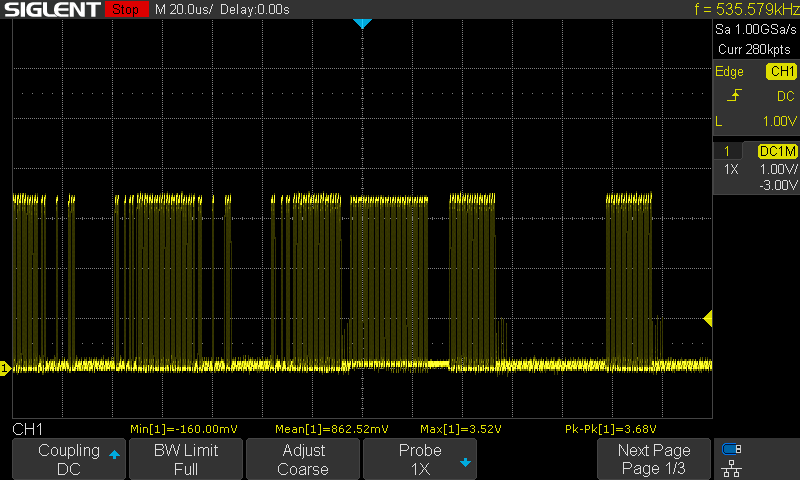 SIGLENT Stop M 20.0us/ Delay:0.00s f = 535.579kHz
Sa 1.00GSa/s
Curr 280kpts
Edge CH1
DC
L 1.00V
1 DC1M
1X 1.00V/
-3.00V
1
CH1 Min[1]=-160.00mV Mean[1]=862.52mV Max[1]=3.52V Pk-Pk[1]=3.68V
Coupling BW Limit Adjust Probe Next Page
DC Full Coarse 1X Page 1/3